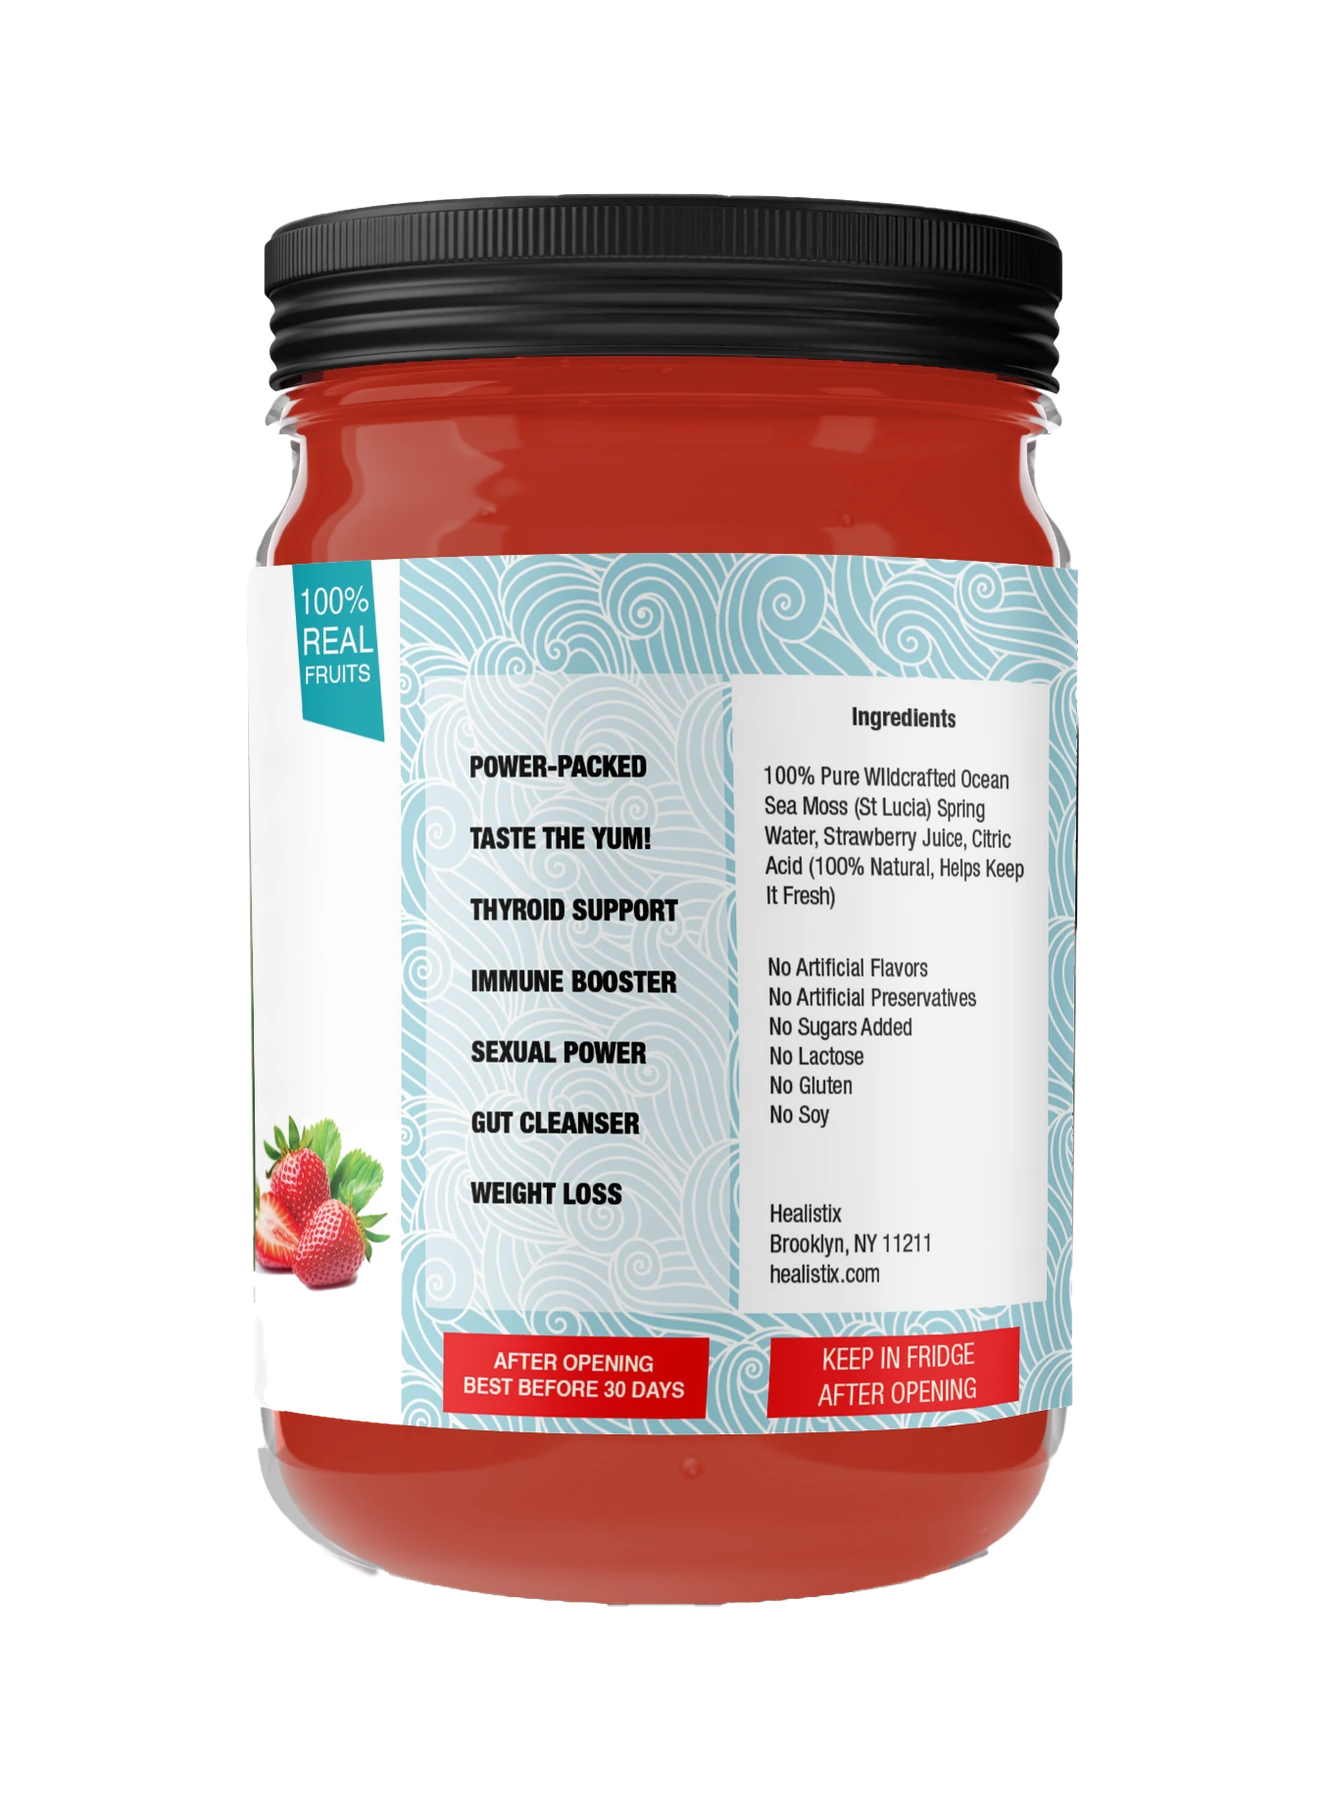 100%
REAL
FRUITS
POWER-PACKED
TASTE THE YUM!
THYROID SUPPORT
IMMUNE BOOSTER
SEXUAL POWER
GUT CLEANSER
WEIGHT LOSS
Ingredients
100% Pure WIldcrafted Ocean
Sea Moss (St Lucia) Spring
Water, Strawberry Juice, Citric
Acid (100% Natural, Helps Keep
It Fresh)
No Artificial Flavors
No Artificial Preservatives
No Sugars Added
No Lactose
No Gluten
No Soy
Healistix
Brooklyn, NY 11211
healistix.com
AFTER OPENING
BEST BEFORE 30 DAYS
KEEP IN FRIDGE
AFTER OPENING